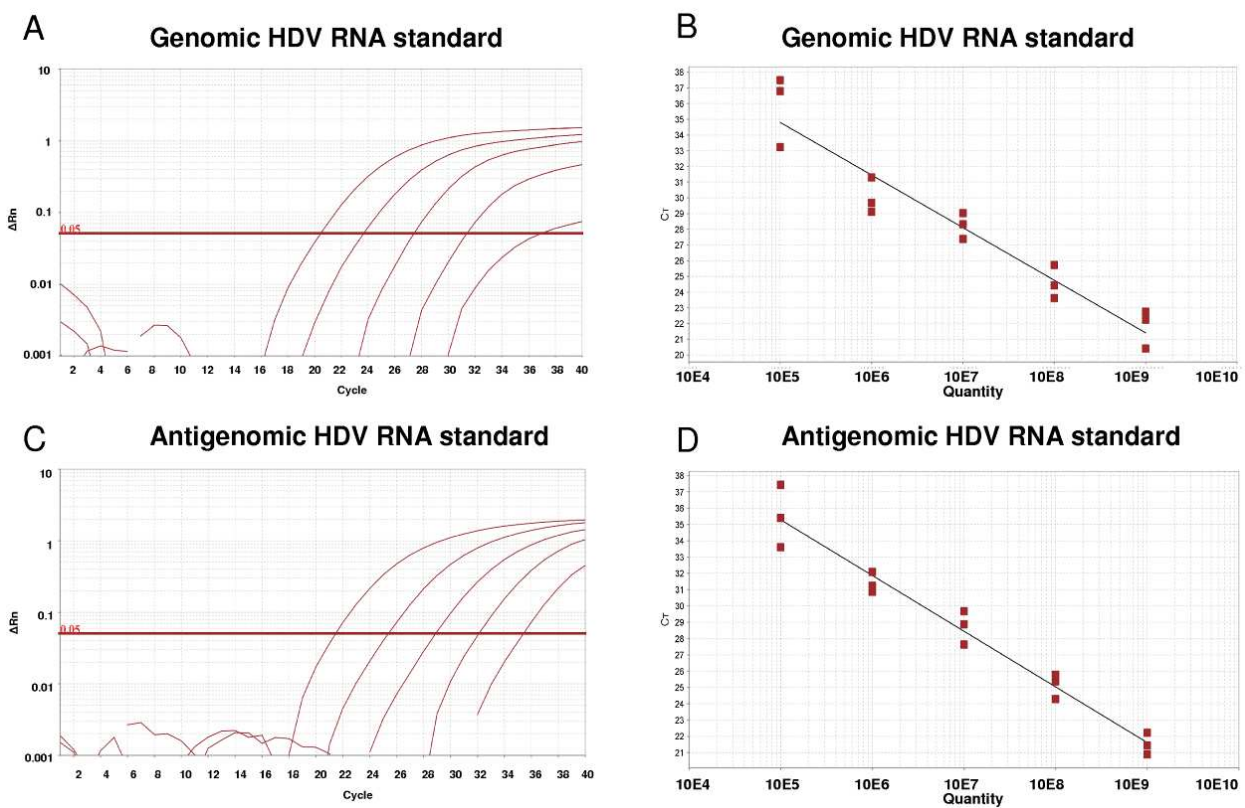 A
Genomic HDV RNA standard
10
1
0.1
0.05
0.01
0.001
ΔRn
2 4 6 8 10 12 14 16 18 20 22 24 26 28 30 32 34 36 38 40
Cycle
B
Genomic HDV RNA standard
38
37
36
35
34
33
32
31
30
29
28
27
26
25
24
23
22
21
20
CT
10E4 10E5 10E6 10E7 10E8 10E9 10E10
Quantity
C
Antigenomic HDV RNA standard
10
1
0.1
0.05
0.01
0.001
ΔRn
2 4 6 8 10 12 14 16 18 20 22 24 26 28 30 32 34 36 38 40
Cycle
D
Antigenomic HDV RNA standard
38
37
36
35
34
33
32
31
30
29
28
27
26
25
24
23
22
21
CT
10E4 10E5 10E6 10E7 10E8 10E9 10E10
Quantity